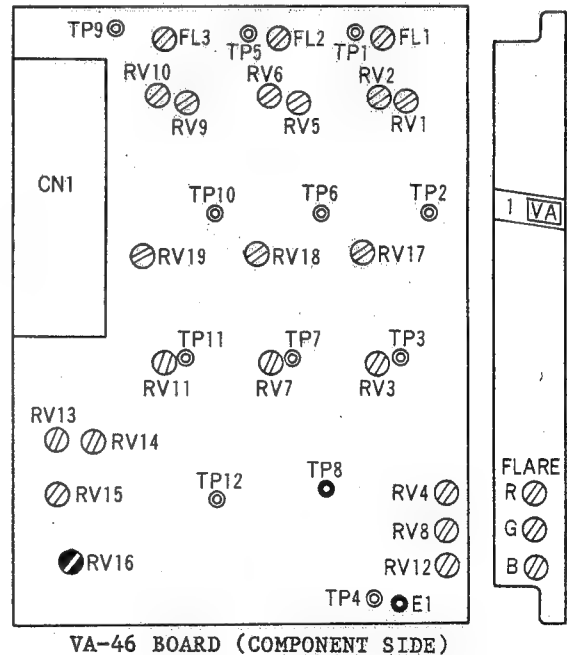 TP9 FL3 TP5 FL2 TP1 FL1
RV10 RV6 RV2
RV9 RV5 RV1
CN1
TP10 TP6 TP2
1 VA
RV19 RV18 RV17
TP11 TP7 TP3
RV11 RV7 RV3
RV13
RV14
TP8
FLARE
RV15 TP12 RV4 R
RV8 G
RV16 RV12 B
TP4 E1
VA-46 BOARD (COMPONENT SIDE)